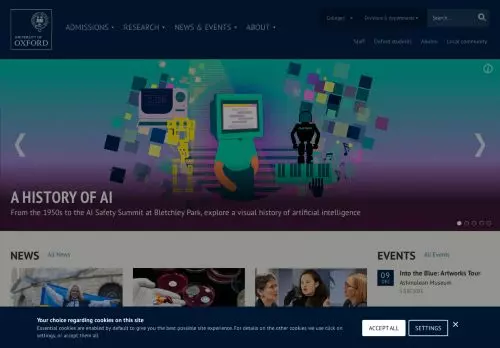 UNIVERSITY OF
OXFORD
ADMISSIONS
RESEARCH
NEWS & EVENTS
ABOUT
Colleges
Divisions & departments
Search...
Staff
Oxford students
Alumni
Local community
A HISTORY OF AI
From the 1950s to the AI Safety Summit at Bletchley Park, explore a visual history of artificial intelligence
NEWS
All News
EVENTS
All Events
09
DEC
Into the Blue: Artworks Tour
Ashmolean Museum
Your choice regarding cookies on this site
Essential cookies are enabled by default to give you the best possible site experience. For details on the other cookies we use click on
settings, or accept them all.
ACCEPT ALL
SETTINGS